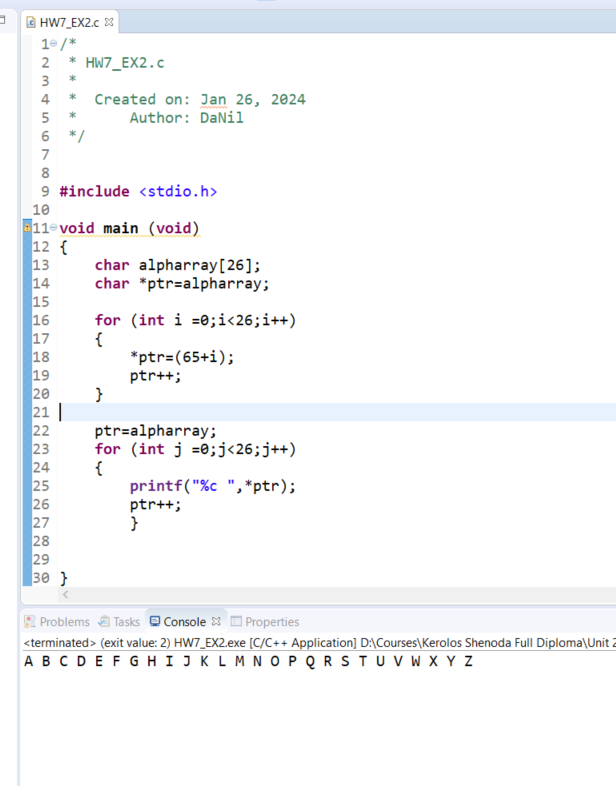 HW7_EX2.c
1 /*
2  * HW7_EX2.c
3  *
4  *  Created on: Jan 26, 2024
5  *      Author: DaNil
6  */
7
8
9 #include <stdio.h>
10
11 void main (void)
12 {
13     char alpharray[26];
14     char *ptr=alpharray;
15
16     for (int i =0;i<26;i++)
17     {
18         *ptr=(65+i);
19         ptr++;
20     }
21
22     ptr=alpharray;
23     for (int j =0;j<26;j++)
24     {
25         printf("%c ",*ptr);
26         ptr++;
27         }
28
29
30 }
Problems Tasks Console Properties
<terminated> (exit value: 2) HW7_EX2.exe [C/C++ Application] D:\Courses\Kerolos Shenoda Full Diploma\Unit 2
A B C D E F G H I J K L M N O P Q R S T U V W X Y Z